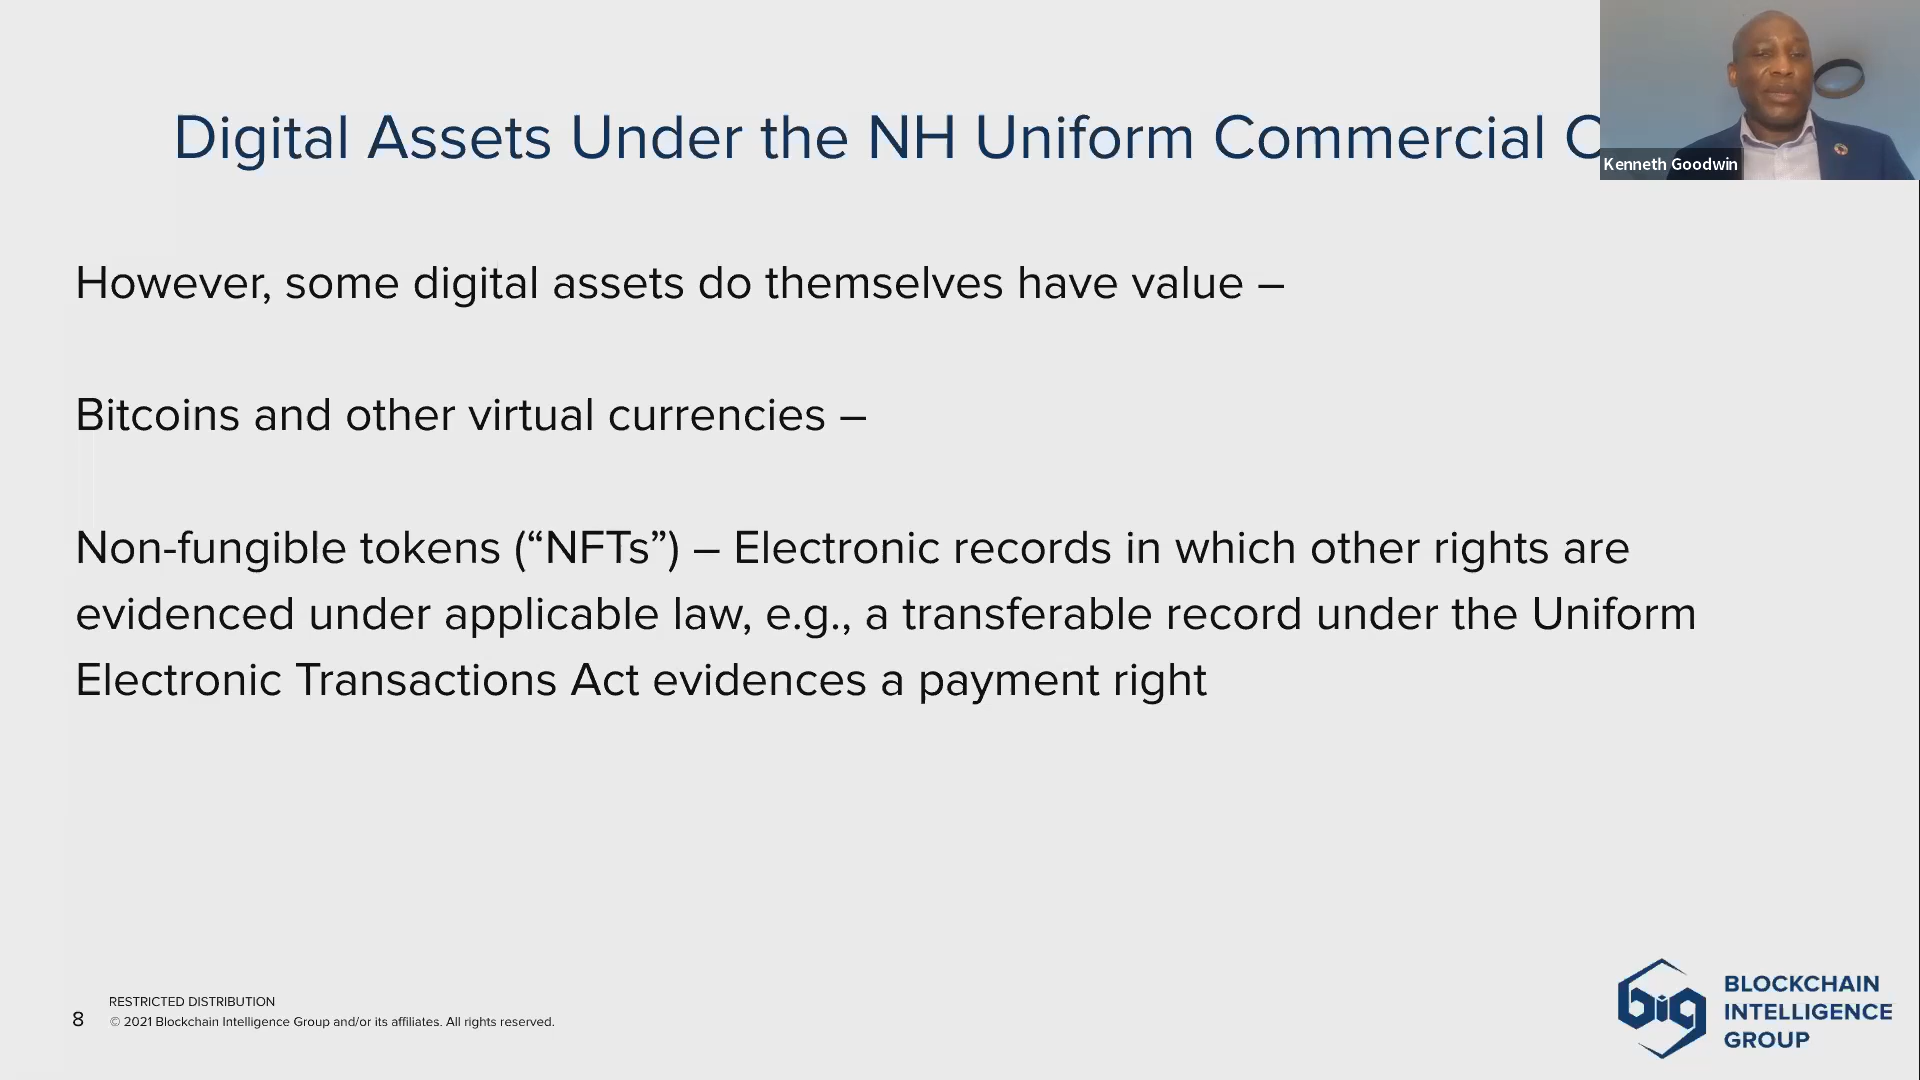 Digital Assets Under the NH Uniform Commercial C
Kenneth Goodwin
However, some digital assets do themselves have value –
Bitcoins and other virtual currencies –
Non-fungible tokens (“NFTs”) – Electronic records in which other rights are
evidenced under applicable law, e.g., a transferable record under the Uniform
Electronic Transactions Act evidences a payment right
RESTRICTED DISTRIBUTION
8 © 2021 Blockchain Intelligence Group and/or its affiliates. All rights reserved.
big
BLOCKCHAIN
INTELLIGENCE
GROUP